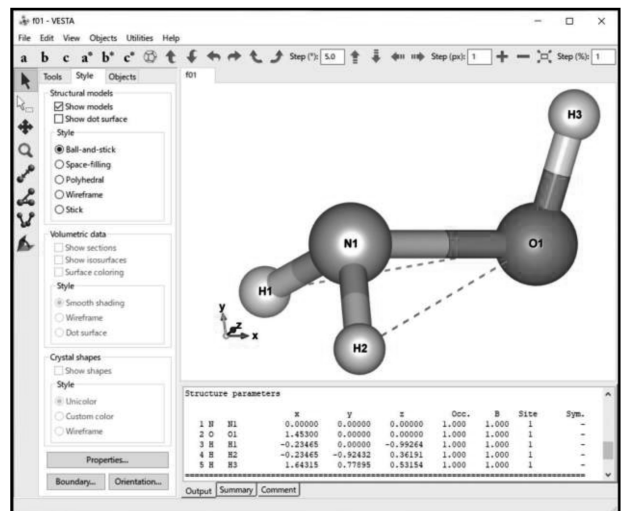 f01 - VESTA
File Edit View Objects Utilities Help
a b c a* b* c* Step (°): 5.0 Step (px): 1 Step (%): 1
Tools Style Objects
f01
Structural models
Show models
Show dot surface
Style
Ball-and-stick
Space-filling
Polyhedral
Wireframe
Stick
Volumetric data
Show sections
Show isosurfaces
Surface coloring
Style
Smooth shading
Wireframe
Dot surface
Crystal shapes
Show shapes
Style
Unicolor
Custom color
Wireframe
Properties...
Boundary... Orientation...
H3
N1
O1
H1
H2
y
z
x
Structure parameters
x y z Occ. B Site Sym.
1 N N1 0.00000 0.00000 0.00000 1.000 1.000 1 -
2 O O1 1.45300 0.00000 0.00000 1.000 1.000 1 -
3 H H1 -0.23465 0.00000 -0.99264 1.000 1.000 1 -
4 H H2 -0.23465 -0.92432 0.36191 1.000 1.000 1 -
5 H H3 1.64315 0.77895 0.53154 1.000 1.000 1 -
Output Summary Comment